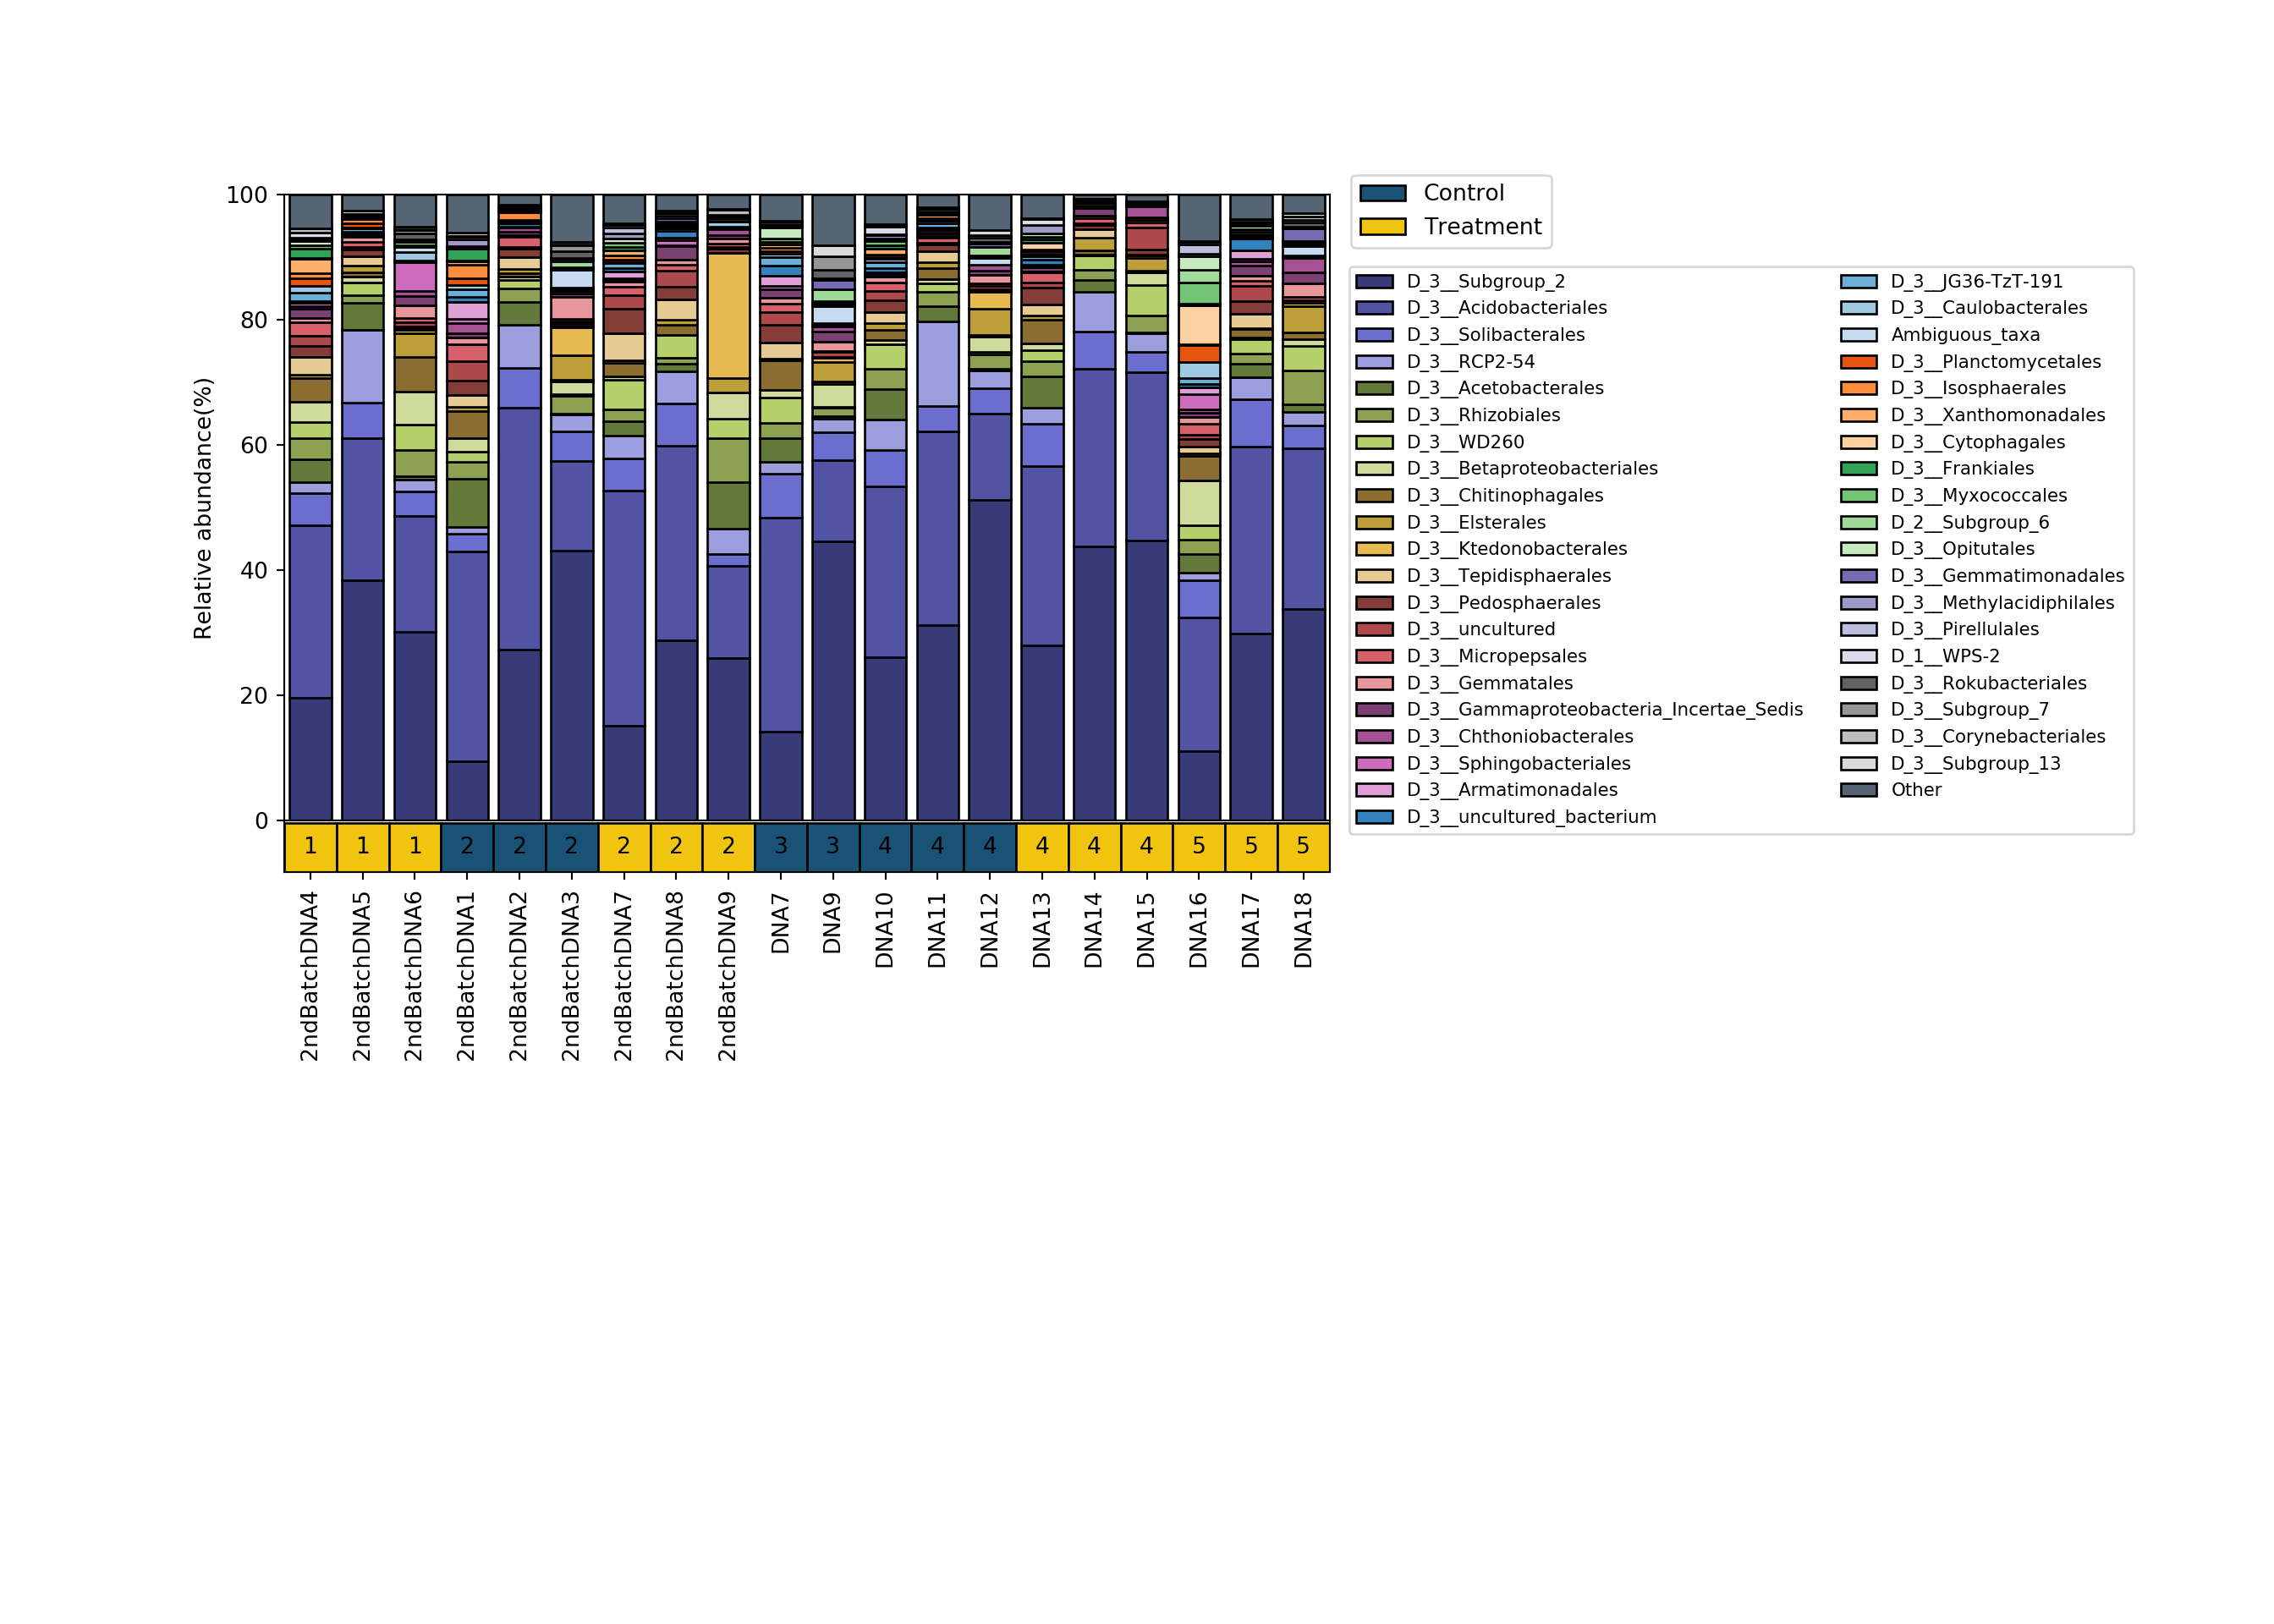 100
80
60
40
20
0
Relative abundance(%)
1 1 1 2 2 2 2 2 2 3 3 4 4 4 4 4 4 5 5 5
2ndBatchDNA4
2ndBatchDNA5
2ndBatchDNA6
2ndBatchDNA1
2ndBatchDNA2
2ndBatchDNA3
2ndBatchDNA7
2ndBatchDNA8
2ndBatchDNA9
DNA7
DNA9
DNA10
DNA11
DNA12
DNA13
DNA14
DNA15
DNA16
DNA17
DNA18
Control
Treatment
D_3__Subgroup_2
D_3__Acidobacteriales
D_3__Solibacterales
D_3__RCP2-54
D_3__Acetobacterales
D_3__Rhizobiales
D_3__WD260
D_3__Betaproteobacteriales
D_3__Chitinophagales
D_3__Elsterales
D_3__Ktedonobacterales
D_3__Tepidisphaerales
D_3__Pedosphaerales
D_3__uncultured
D_3__Micropepsales
D_3__Gemmatales
D_3__Gammaproteobacteria_Incertae_Sedis
D_3__Chthoniobacterales
D_3__Sphingobacteriales
D_3__Armatimonadales
D_3__uncultured_bacterium
D_3__JG36-TzT-191
D_3__Caulobacterales
Ambiguous_taxa
D_3__Planctomycetales
D_3__Isosphaerales
D_3__Xanthomonadales
D_3__Cytophagales
D_3__Frankiales
D_3__Myxococcales
D_2__Subgroup_6
D_3__Opitutales
D_3__Gemmatimonadales
D_3__Methylacidiphilales
D_3__Pirellulales
D_1__WPS-2
D_3__Rokubacteriales
D_3__Subgroup_7
D_3__Corynebacteriales
D_3__Subgroup_13
Other